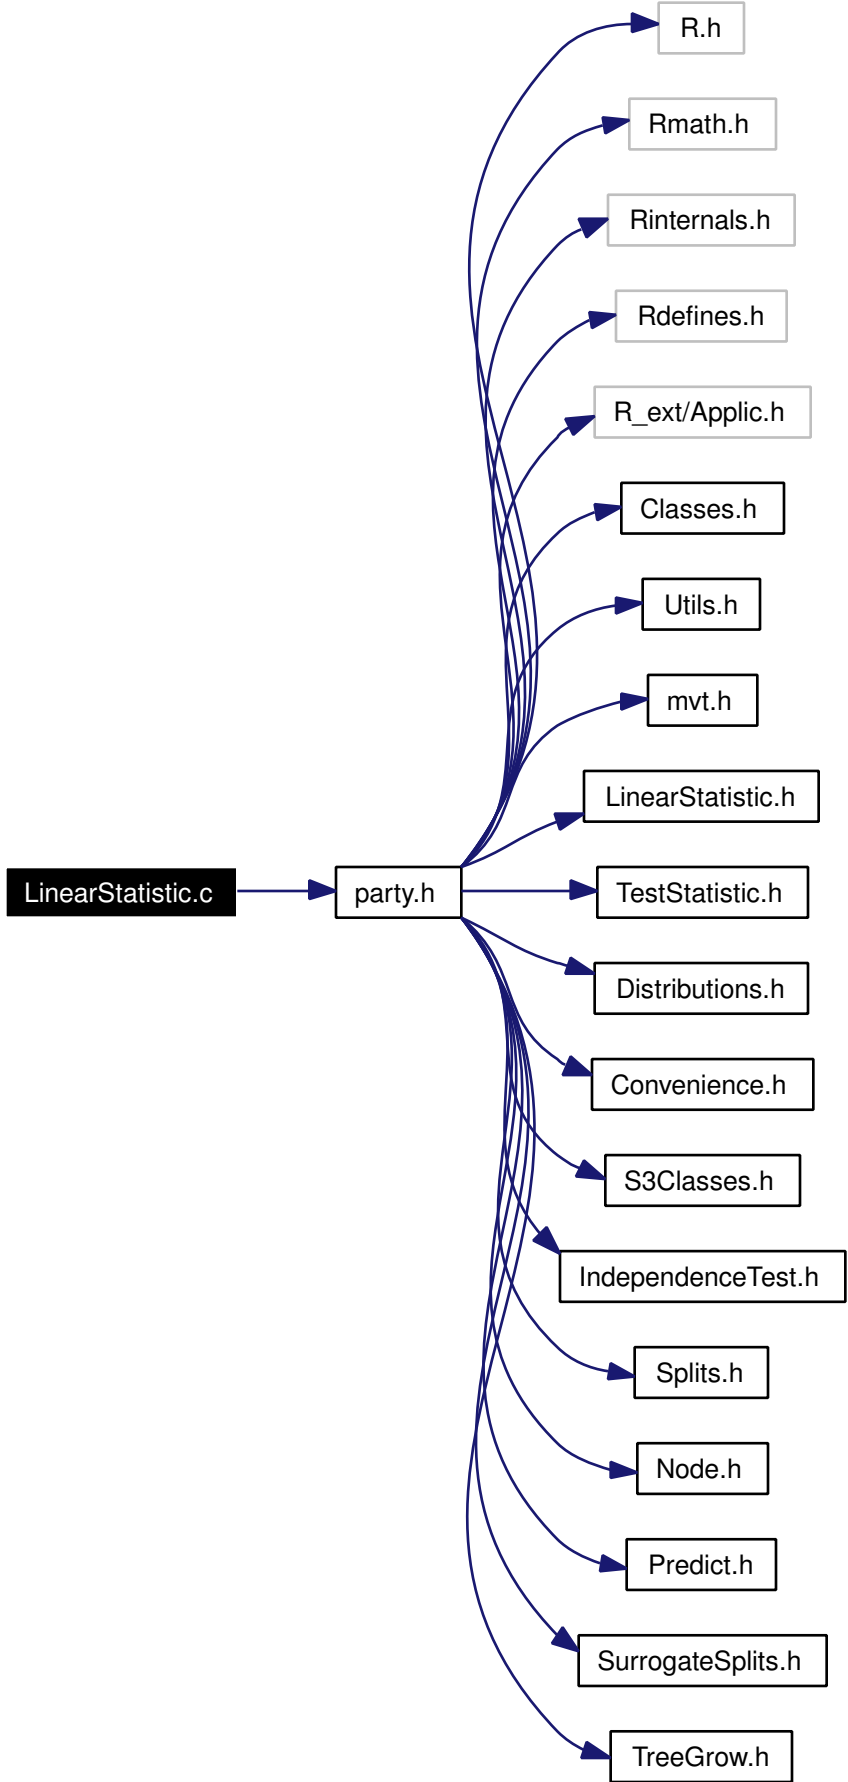 R.h
Rmath.h
Rinternals.h
Rdefines.h
R_ext/Applic.h
Classes.h
Utils.h
mvt.h
LinearStatistic.h
LinearStatistic.c
party.h
TestStatistic.h
Distributions.h
Convenience.h
S3Classes.h
IndependenceTest.h
Splits.h
Node.h
Predict.h
SurrogateSplits.h
TreeGrow.h